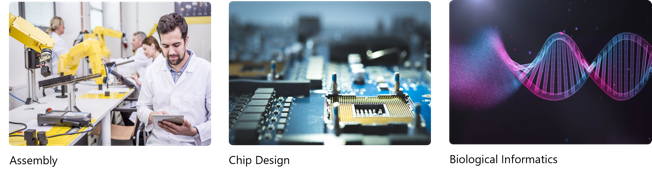 Assembly
Chip Design
Biological Informatics